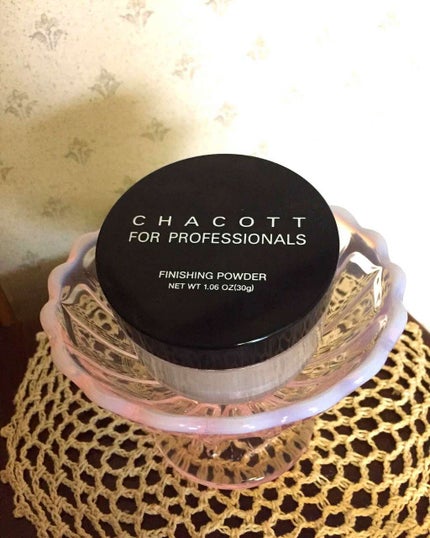 CHACOTT
FOR PROFESSIONALS
FINISHING POWDER
NET WT 1.06 OZ(30g)